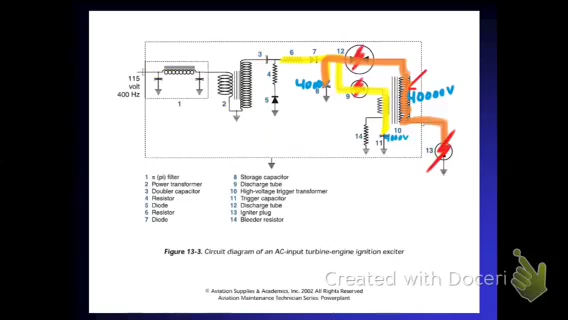 115
volt
400 Hz
1
2
3
4
5
6
7
12
400V
8
9
40000V
10
14
11
400V
13
1 π (pi) filter
2 Power transformer
3 Doubler capacitor
4 Resistor
5 Diode
6 Resistor
7 Diode
8 Storage capacitor
9 Discharge tube
10 High-voltage trigger transformer
11 Trigger capacitor
12 Discharge tube
13 Igniter plug
14 Bleeder resistor
Figure 13-3. Circuit diagram of an AC-input turbine-engine ignition exciter
Created with Doceri
© Aviation Supplies & Academics, Inc. 2002 All Rights Reserved
Aviation Maintenance Technician Series: Powerplant